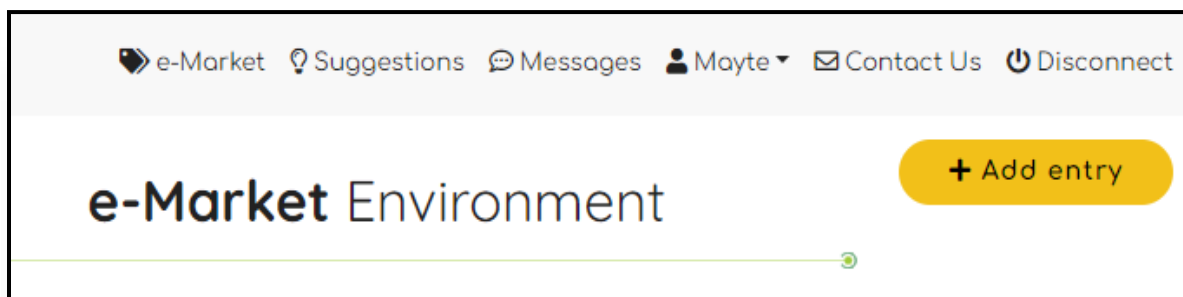 e-Market Suggestions Messages Mayte Contact Us Disconnect
+ Add entry
e-Market Environment